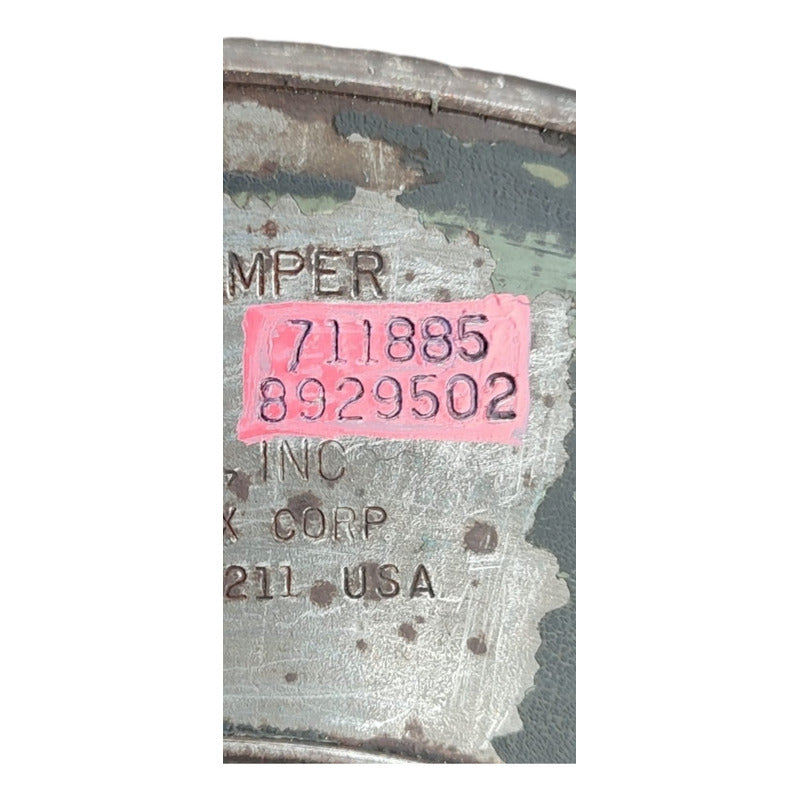 MPER
711885
8929502
, INC
X CORP
211 USA